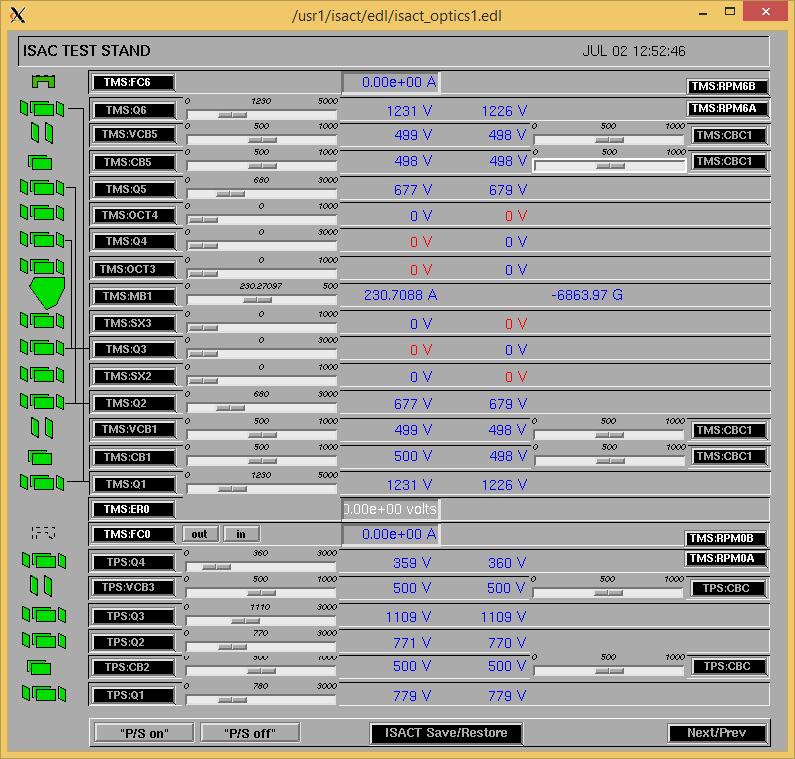 /usr1/isact/edl/isact_optics1.edl
ISAC TEST STAND JUL 02 12:52:46
TMS:FC6 0.00e+00 A TMS:RPM6B
TMS:Q6 0 1230 5000 1231 V 1226 V TMS:RPM6A
TMS:VCB5 0 500 1000 499 V 498 V 0 500 1000 TMS:CBC1
TMS:CB5 0 500 1000 498 V 498 V 0 500 1000 TMS:CBC1
TMS:Q5 0 680 3000 677 V 679 V
TMS:OCT4 0 0 1000 0 V 0 V
TMS:Q4 0 0 3000 0 V 0 V
TMS:OCT3 0 0 1000 0 V 0 V
TMS:MB1 0 230.27097 500 230.7088 A -6863.97 G
TMS:SX3 0 0 1000 0 V 0 V
TMS:Q3 0 0 3000 0 V 0 V
TMS:SX2 0 0 1000 0 V 0 V
TMS:Q2 0 680 3000 677 V 679 V
TMS:VCB1 0 500 1000 499 V 498 V 0 500 1000 TMS:CBC1
TMS:CB1 0 500 1000 500 V 498 V 0 500 1000 TMS:CBC1
TMS:Q1 0 1230 5000 1231 V 1226 V
TMS:ER0 0.00e+00 volts
TMS:FC0 out in 0.00e+00 A TMS:RPM0B
TPS:Q4 0 360 3000 359 V 360 V TMS:RPM0A
TPS:VCB3 0 500 1000 500 V 500 V 0 500 1000 TPS:CBC
TPS:Q3 0 1110 3000 1109 V 1109 V
TPS:Q2 0 770 3000 771 V 770 V
TPS:CB2 0 500 1000 500 V 500 V 0 500 1000 TPS:CBC
TPS:Q1 0 780 3000 779 V 779 V
"P/S on" "P/S off" ISACT Save/Restore Next/Prev